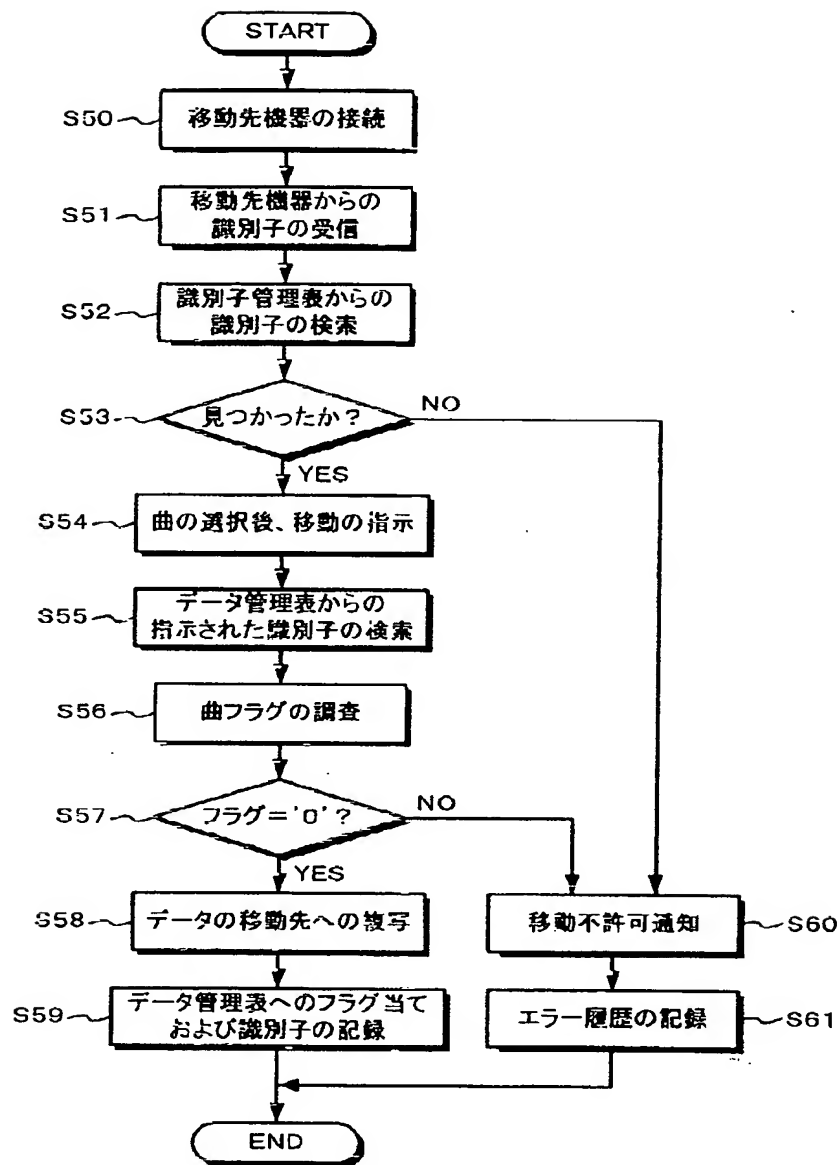 START
S50
移動先機器の接続
S51
移動先機器からの
識別子の受信
S52
識別子管理表からの
識別子の検索
S53
見つかったか？
NO
YES
S54
曲の選択後、移動の指示
S55
データ管理表からの
指示された識別子の検索
S56
曲フラグの調査
S57
フラグ＝'0'？
NO
YES
S58
データの移動先への複写
移動不許可通知
S60
S59
データ管理表へのフラグ当て
および識別子の記録
エラー履歴の記録
S61
END